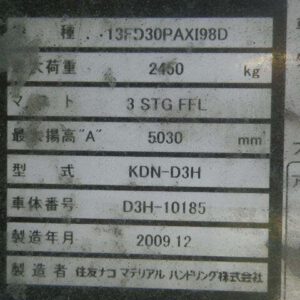 種 13FD30PAXI98D
大荷重 2450 kg
マ スト 3 STG FFL
最大揚高"A" 5030 mm
型式 KDN-D3H
車体番号 D3H-10185
製造年月 2009.12
製造者 住友ナコ マテリアル ハンドリング株式会社